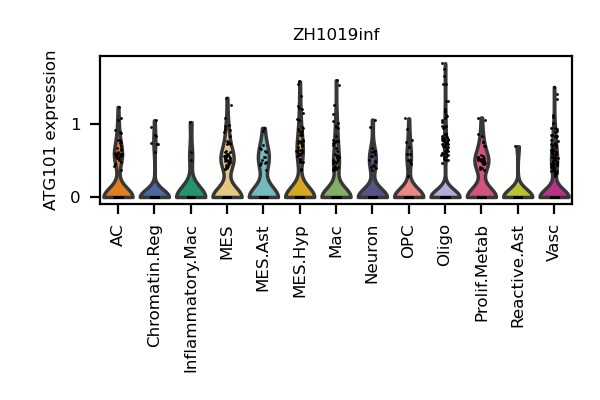 ZH1019inf
ATG101 expression
1
0
AC
Chromatin.Reg
Inflammatory.Mac
MES
MES.Ast
MES.Hyp
Mac
Neuron
OPC
Oligo
Prolif.Metab
Reactive.Ast
Vasc